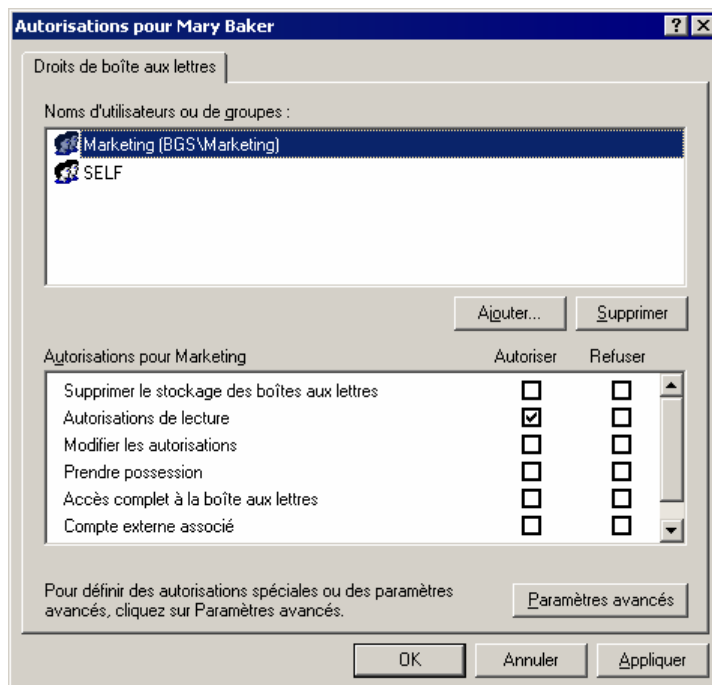 Autorisations pour Mary Baker
Droits de boîte aux lettres
Noms d'utilisateurs ou de groupes :
Marketing (BGS\Marketing)
SELF
Ajouter...
Supprimer
Autorisations pour Marketing Autoriser Refuser
Supprimer le stockage des boîtes aux lettres
Autorisations de lecture
Modifier les autorisations
Prendre possession
Accès complet à la boîte aux lettres
Compte externe associé
Pour définir des autorisations spéciales ou des paramètres
avancés, cliquez sur Paramètres avancés.
Paramètres avancés
OK Annuler Appliquer